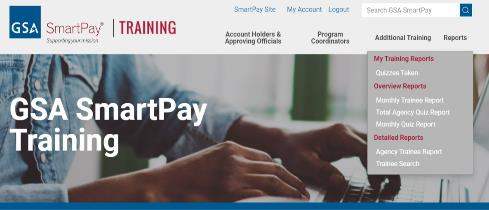 SmartPay Site My Account Logout Search GSA SmartPay
GSA SmartPay® TRAINING
Supporting your mission
Account Holders &
Approving Officials
Program
Coordinators
Additional Training
Reports
My Training Reports
Quizzes Taken
Overview Reports
Monthly Trainee Report
Total Agency Quiz Report
Monthly Quiz Report
Detailed Reports
Agency Trainee Report
Trainee Search
GSA SmartPay
Training